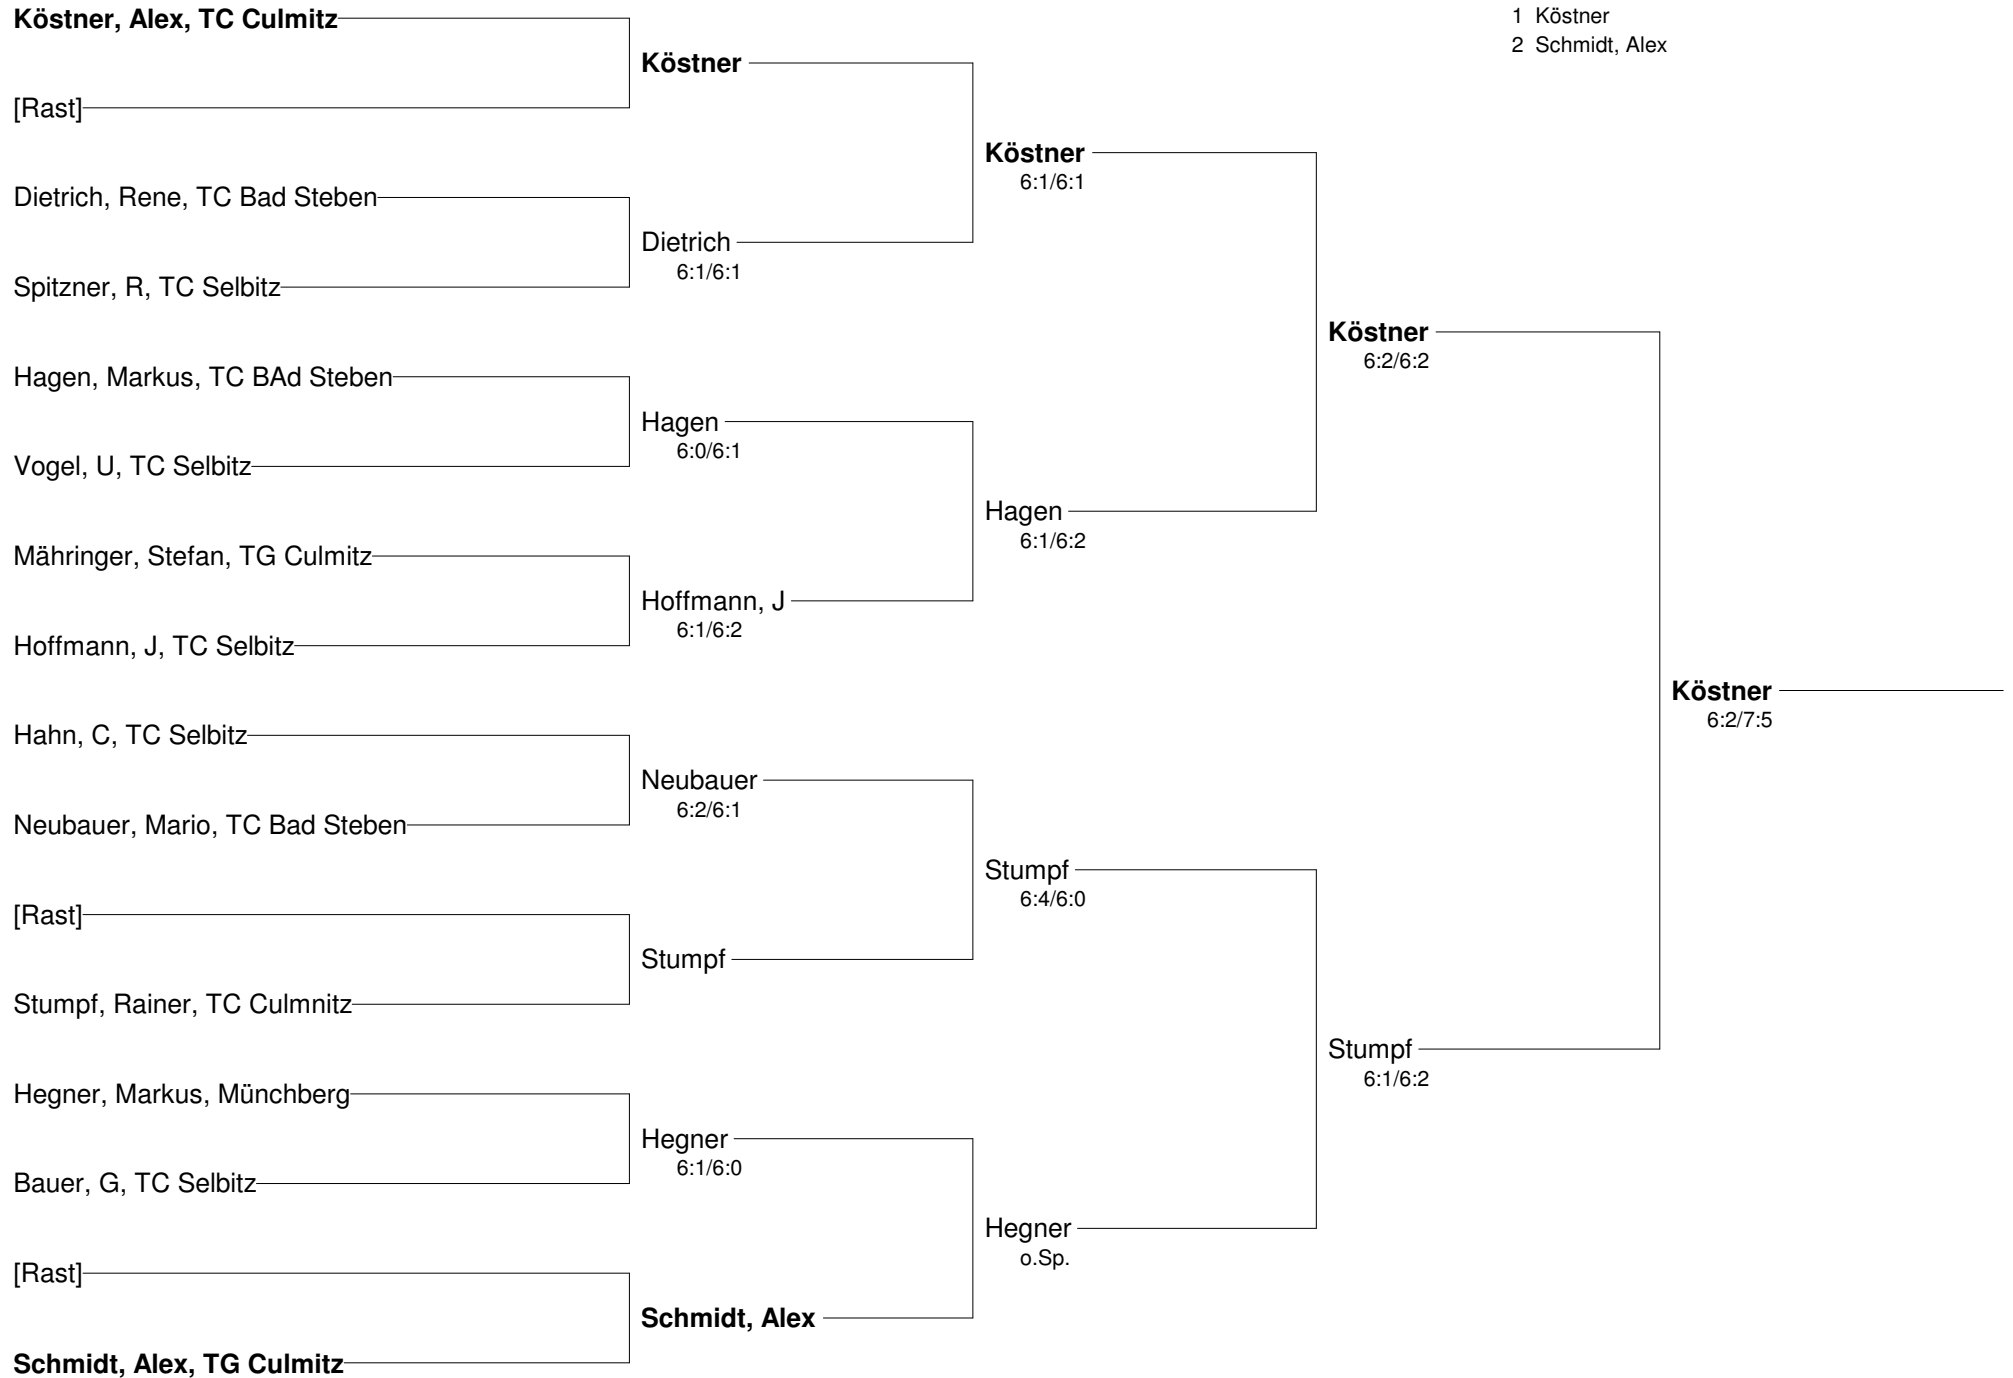 Köstner, Alex, TC Culmitz
[Rast]
Dietrich, Rene, TC Bad Steben
Spitzner, R, TC Selbitz
Hagen, Markus, TC BAd Steben
Vogel, U, TC Selbitz
Mähringer, Stefan, TG Culmitz
Hoffmann, J, TC Selbitz
Hahn, C, TC Selbitz
Neubauer, Mario, TC Bad Steben
[Rast]
Stumpf, Rainer, TC Culmnitz
Hegner, Markus, Münchberg
Bauer, G, TC Selbitz
[Rast]
Schmidt, Alex, TG Culmitz
Köstner
Dietrich
6:1/6:1
Hagen
6:0/6:1
Hoffmann, J
6:1/6:2
Neubauer
6:2/6:1
Stumpf
Hegner
6:1/6:0
Schmidt, Alex
Köstner
6:1/6:1
Hagen
6:1/6:2
Stumpf
6:4/6:0
Hegner
o.Sp.
Köstner
6:2/6:2
Stumpf
6:1/6:2
Köstner
6:2/7:5
1 Köstner
2 Schmidt, Alex